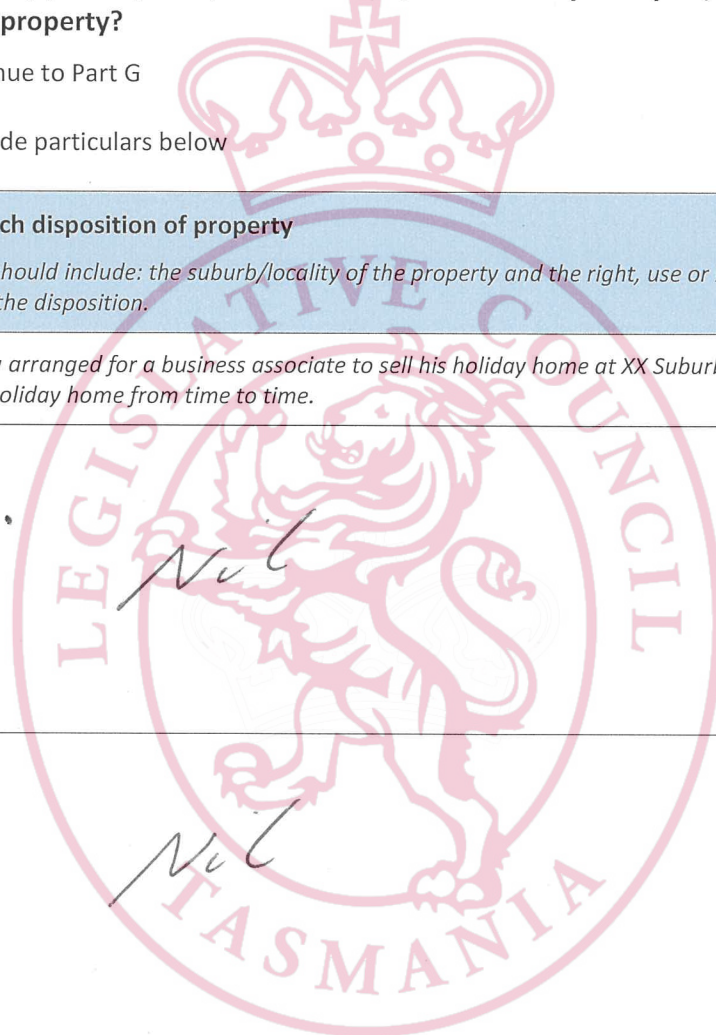 property?
nue to Part G
de particulars below
ch disposition of property
hould include: the suburb/locality of the property and the right, use or
the disposition.
arranged for a business associate to sell his holiday home at XX Suburb
oliday home from time to time.
Nil
Nil
LEGISLATIVE COUNCIL
TASMANIA